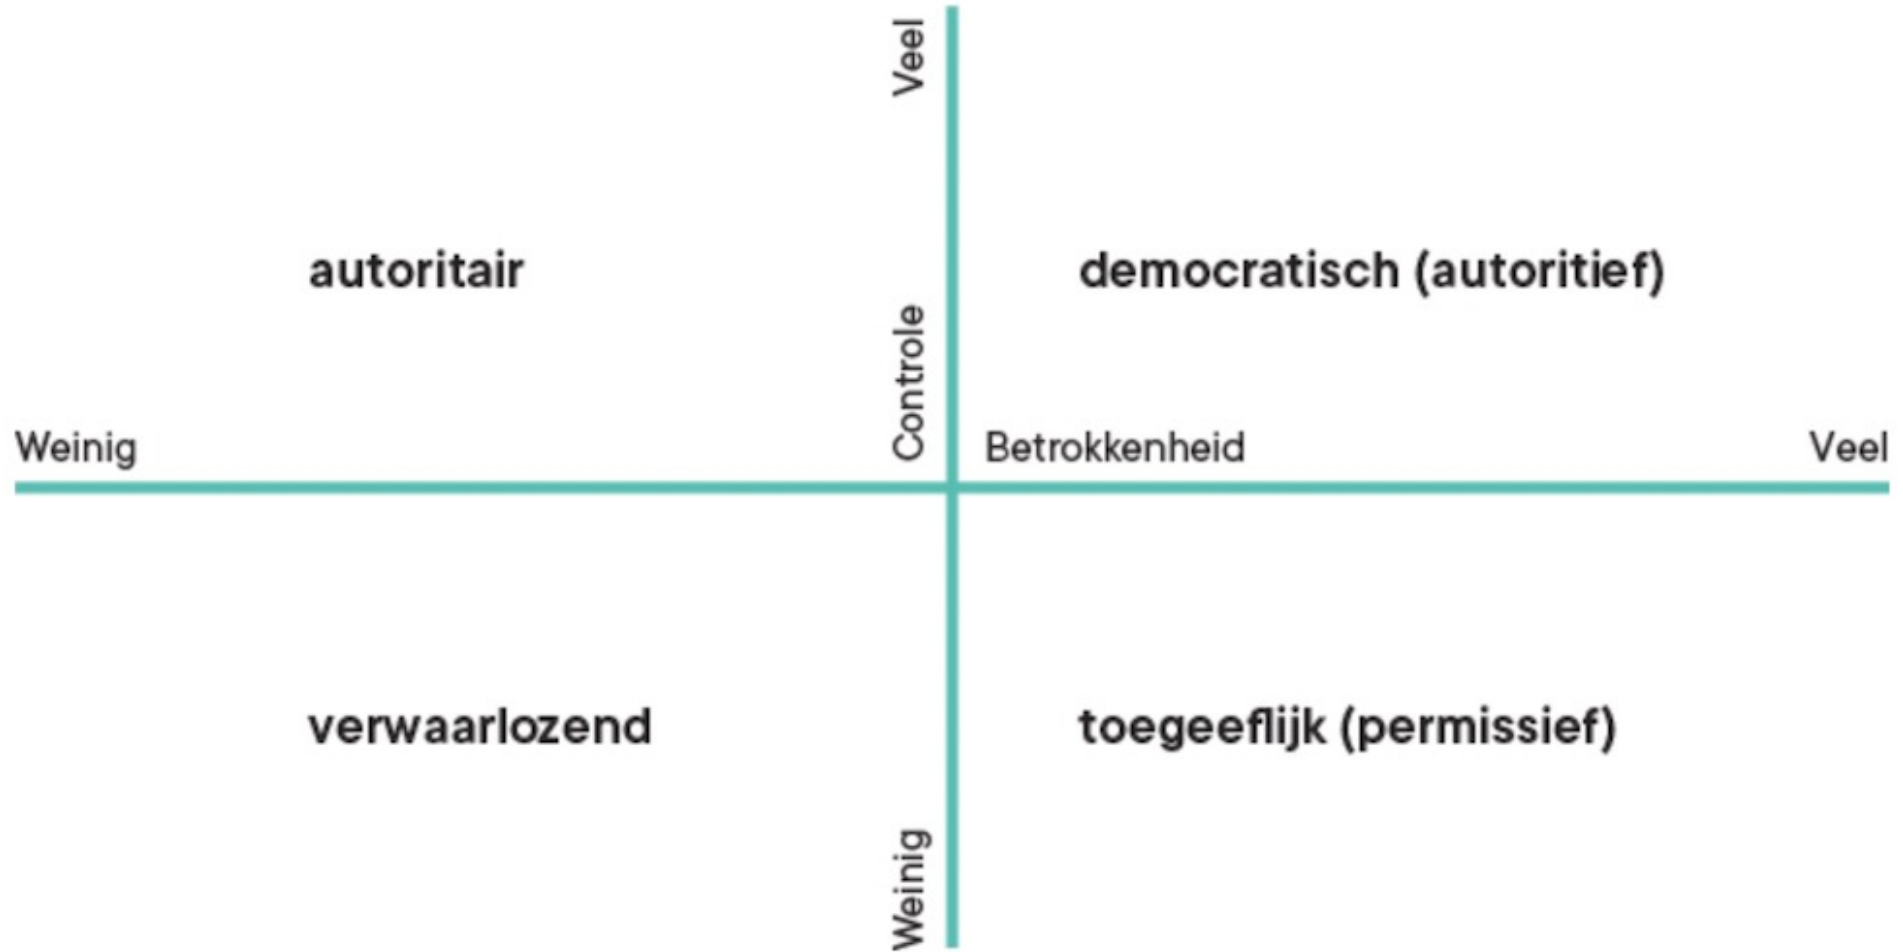 Veel
autoritair
democratisch (autoritief)
Controle
Weinig
Betrokkenheid
Veel
verwaarlozend
toegeeflijk (permissief)
Weinig